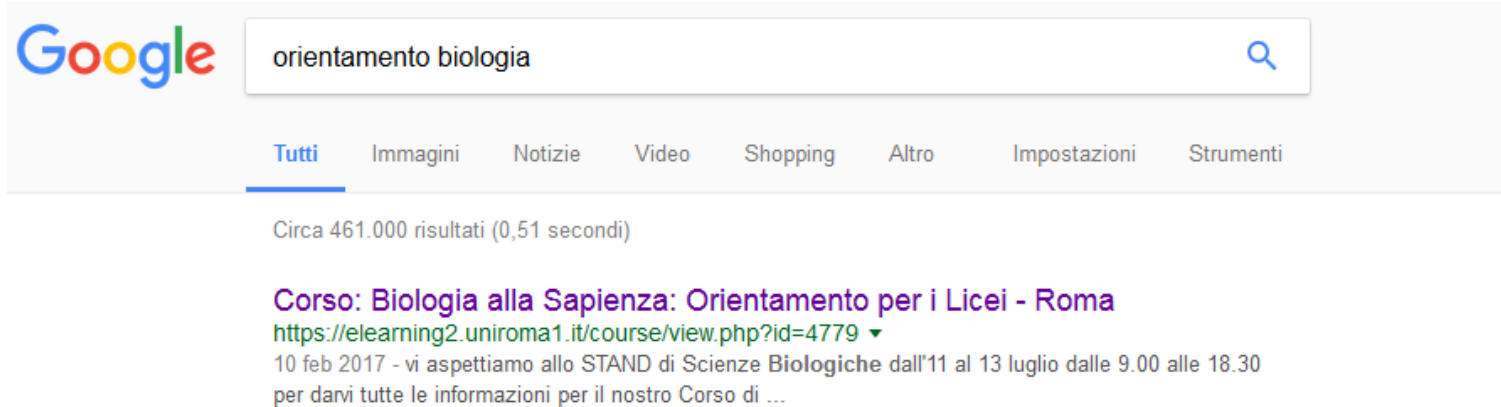 Google orientamento biologia
Tutti Immagini Notizie Video Shopping Altro Impostazioni Strumenti
Circa 461.000 risultati (0,51 secondi)
Corso: Biologia alla Sapienza: Orientamento per i Licei - Roma
https://elearning2.uniroma1.it/course/view.php?id=4779
10 feb 2017 - vi aspettiamo allo STAND di Scienze Biologiche dall'11 al 13 luglio dalle 9.00 alle 18.30
per darvi tutte le informazioni per il nostro Corso di ...